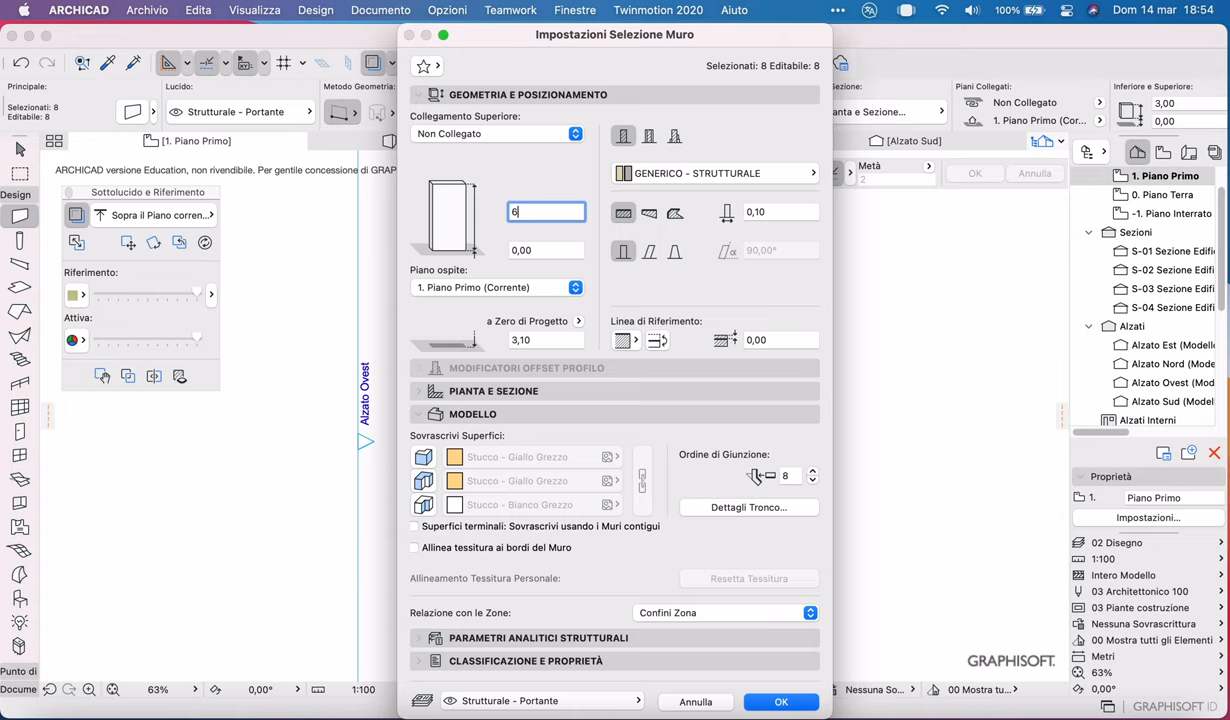 ARCHICAD Archivio Edita Visualizza Design Documento Opzioni Teamwork Finestre Twinmotion 2020 Aiuto 100% Dom 14 mar 18:54
Impostazioni Selezione Muro
Selezionati: 8 Editabile: 8
Principale:
Selezionati: 8
Editabile: 8
Lucido:
Strutturale - Portante
Metodo Geometria:
Sezione:
a e Sezione...
Piani Collegati:
Non Collegato
1. Piano Primo (Cor...
Inferiore e Superiore:
3,00
0,00
[1. Piano Primo]
[Alzato Sud]
ARCHICAD versione Education, non rivendibile. Per gentile concessione di GRAP
Sottolucido e Riferimento
Sopra il Piano corren...
Riferimento:
Attiva:
Design
Punto di
Docume
Alzato Ovest
GEOMETRIA E POSIZIONAMENTO
Collegamento Superiore:
Non Collegato
GENERICO - STRUTTURALE
6
0,10
0,00
90,00°
Piano ospite:
1. Piano Primo (Corrente)
a Zero di Progetto
3,10
Linea di Riferimento:
0,00
MODIFICATORI OFFSET PROFILO
PIANTA E SEZIONE
MODELLO
Sovrascrivi Superfici:
Stucco - Giallo Grezzo
Stucco - Giallo Grezzo
Stucco - Bianco Grezzo
Ordine di Giunzione:
8
Dettagli Tronco...
Superfici terminali: Sovrascrivi usando i Muri contigui
Allinea tessitura ai bordi del Muro
Allineamento Tessitura Personale:
Resetta Tessitura
Relazione con le Zone:
Confini Zona
PARAMETRI ANALITICI STRUTTURALI
CLASSIFICAZIONE E PROPRIETÀ
Strutturale - Portante
Annulla
OK
Metà
2
OK
Annulla
1. Piano Primo
0. Piano Terra
-1. Piano Interrato
Sezioni
S-01 Sezione Edifi
S-02 Sezione Edifi
S-03 Sezione Edifi
S-04 Sezione Edifi
Alzati
Alzato Est (Modell
Alzato Nord (Model
Alzato Ovest (Mod
Alzato Sud (Model
Alzati Interni
Proprietà
1. Piano Primo
Impostazioni...
02 Disegno
1:100
Intero Modello
03 Architettonico 100
03 Piante costruzione
Nessuna Sovrascrittura
00 Mostra tutti gli Elementi
Metri
63%
0,00°
GRAPHISOFT.
63% 0,00° 1:100
Nessuna So... 00 Mostra tu...
GRAPHISOFT ID